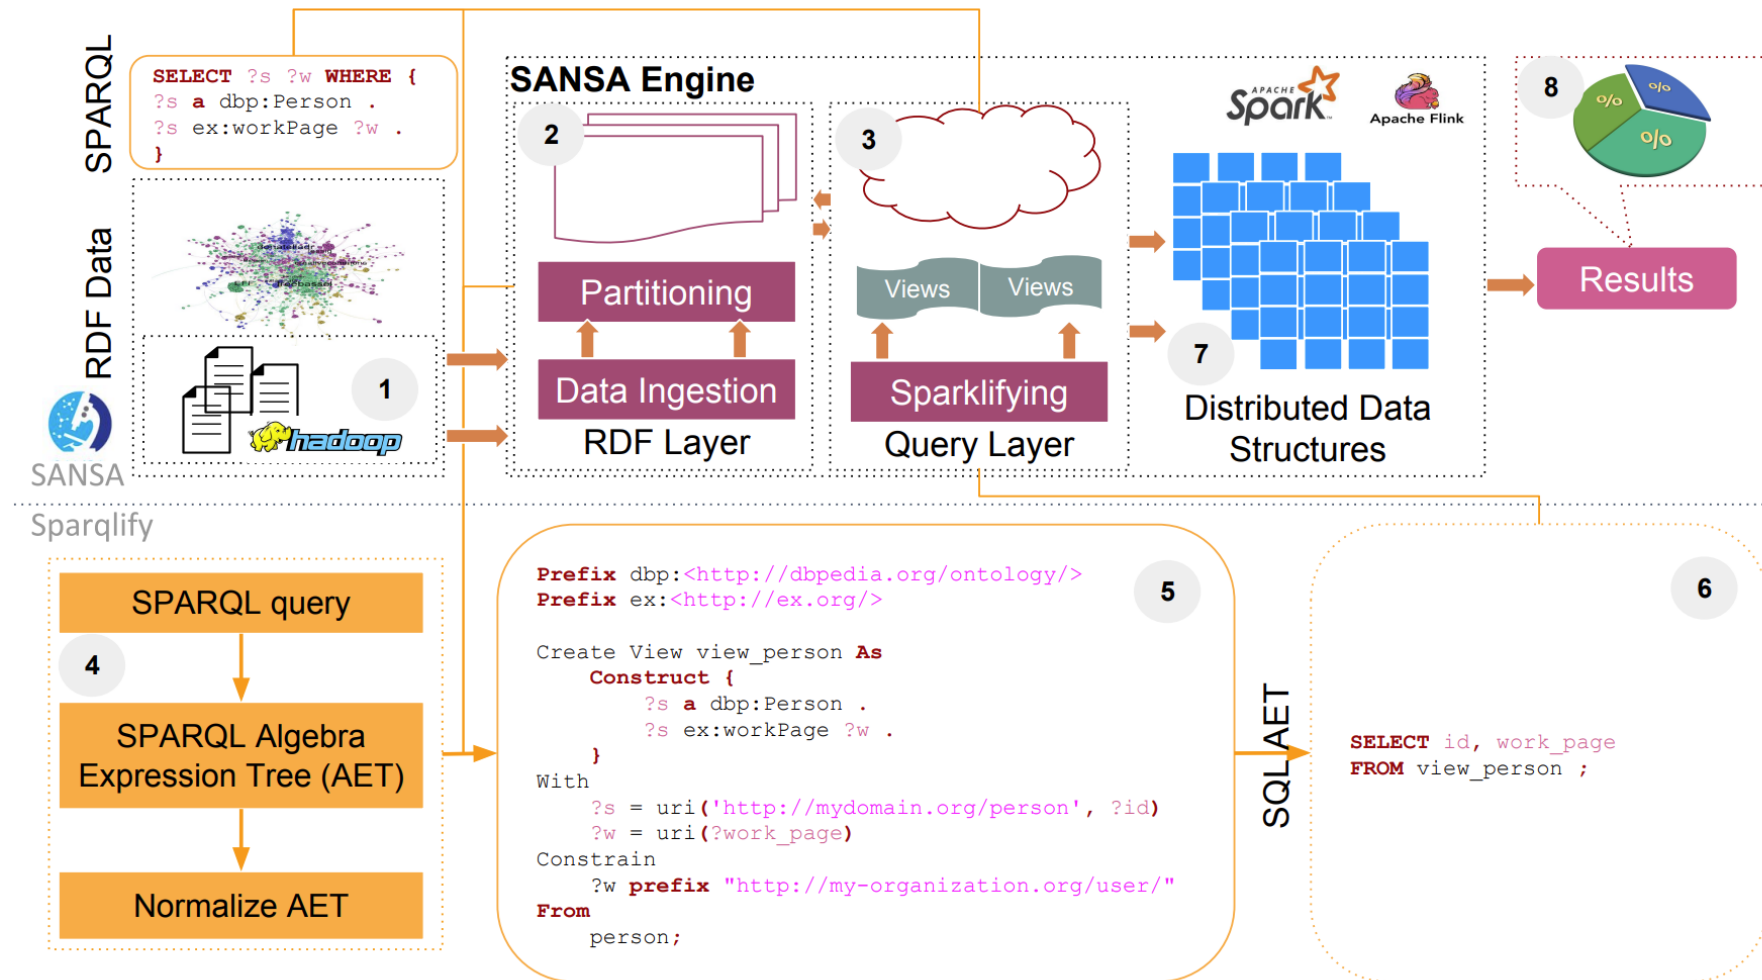 SPARQL
SELECT ?s ?w WHERE {
?s a dbp:Person .
?s ex:workPage ?w .
}
RDF Data
1
hadoop
SANSA
SANSA Engine
2
Partitioning
Data Ingestion
RDF Layer
3
Views
Views
Sparklifying
Query Layer
APACHE
Spark
Apache Flink
7
Distributed Data
Structures
8
%
%
%
Results
Sparqlify
SPARQL query
4
SPARQL Algebra
Expression Tree (AET)
Normalize AET
5
Prefix dbp:<http://dbpedia.org/ontology/>
Prefix ex:<http://ex.org/>
Create View view_person As
Construct {
?s a dbp:Person .
?s ex:workPage ?w .
}
With
?s = uri('http://mydomain.org/person', ?id)
?w = uri(?work_page)
Constrain
?w prefix "http://my-organization.org/user/"
From
person;
SQL AET
6
SELECT id, work_page
FROM view_person ;